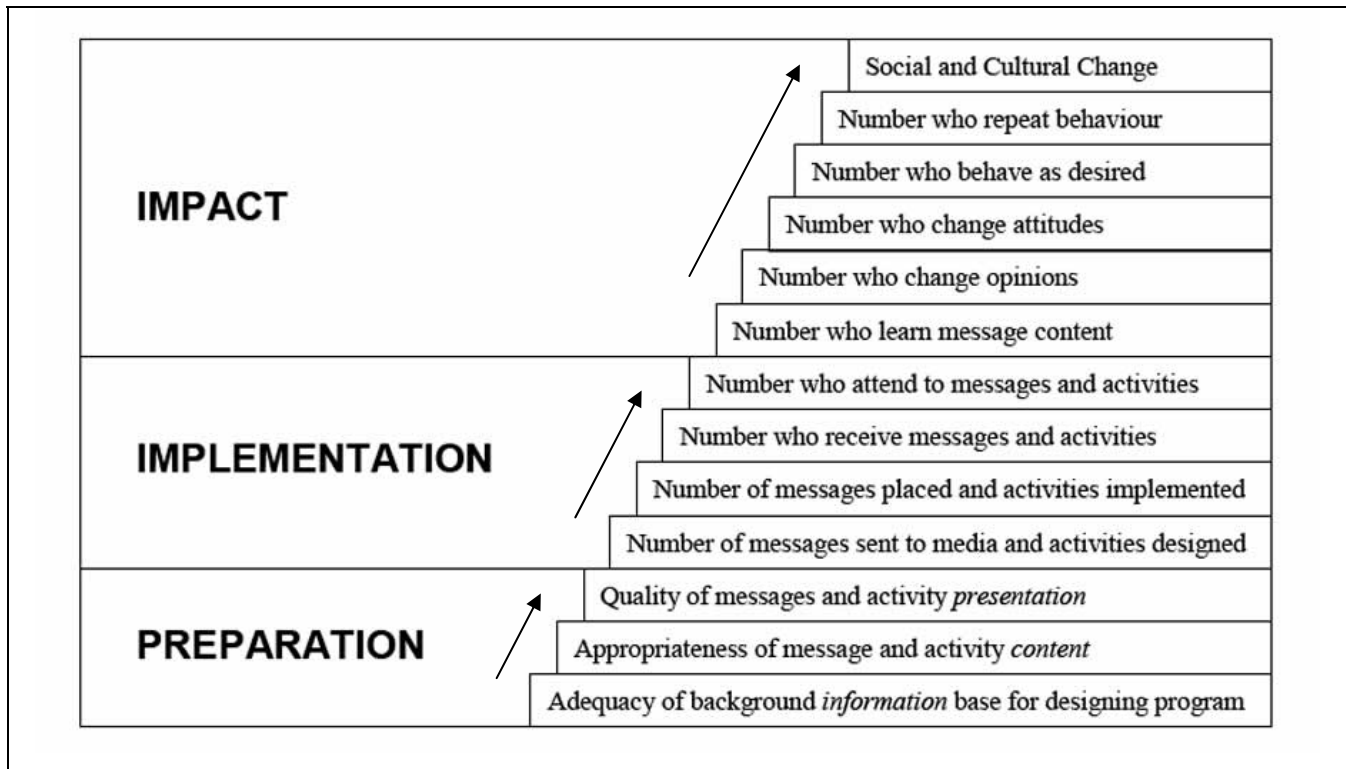 Social and Cultural Change
Number who repeat behaviour
Number who behave as desired
IMPACT
Number who change attitudes
Number who change opinions
Number who learn message content
Number who attend to messages and activities
Number who receive messages and activities
IMPLEMENTATION
Number of messages placed and activities implemented
Number of messages sent to media and activities designed
Quality of messages and activity presentation
PREPARATION
Appropriateness of message and activity content
Adequacy of background information base for designing program